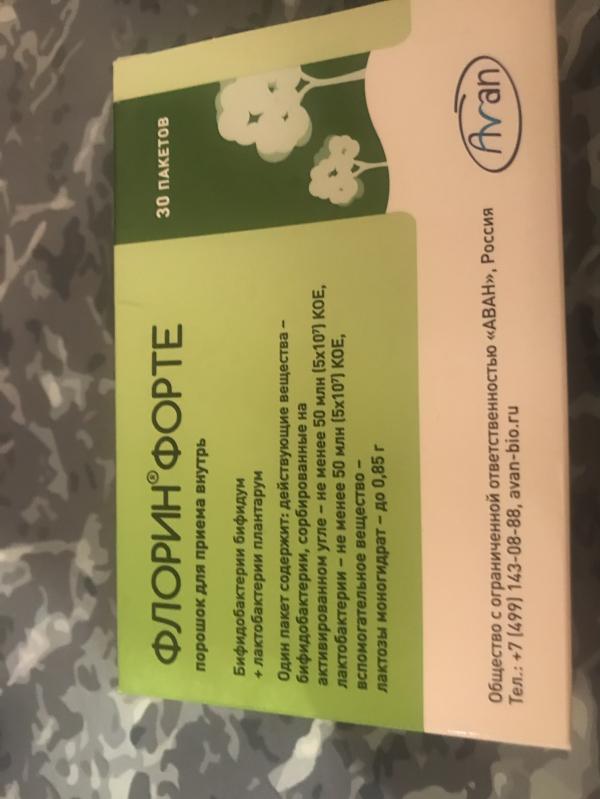 30 ПАКЕТОВ
ФЛОРИН® ФОРТЕ
порошок для приема внутрь
Бифидобактерии бифидум
+ лактобактерии плантарум
Один пакет содержит: действующие вещества –
бифидобактерии, сорбированные на
активированном угле – не менее 50 млн (5x10⁷) КОЕ,
лактобактерии – не менее 50 млн (5x10⁷) КОЕ,
вспомогательное вещество –
лактозы моногидрат – до 0,85 г
Avan
Общество с ограниченной ответственностью «АВАН», Россия
Тел.: +7 (499) 143-08-88, avan-bio.ru